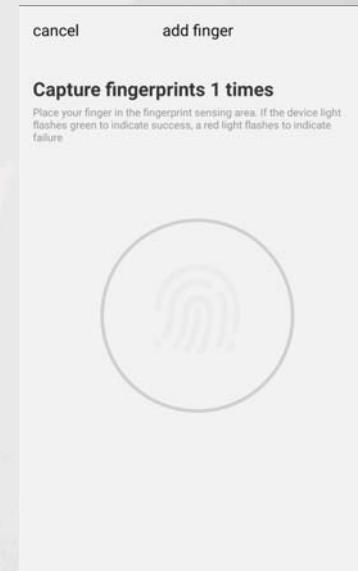 cancel add finger
Capture fingerprints 1 times
Place your finger in the fingerprint sensing area. If the device light
flashes green to indicate success, a red light flashes to indicate
failure